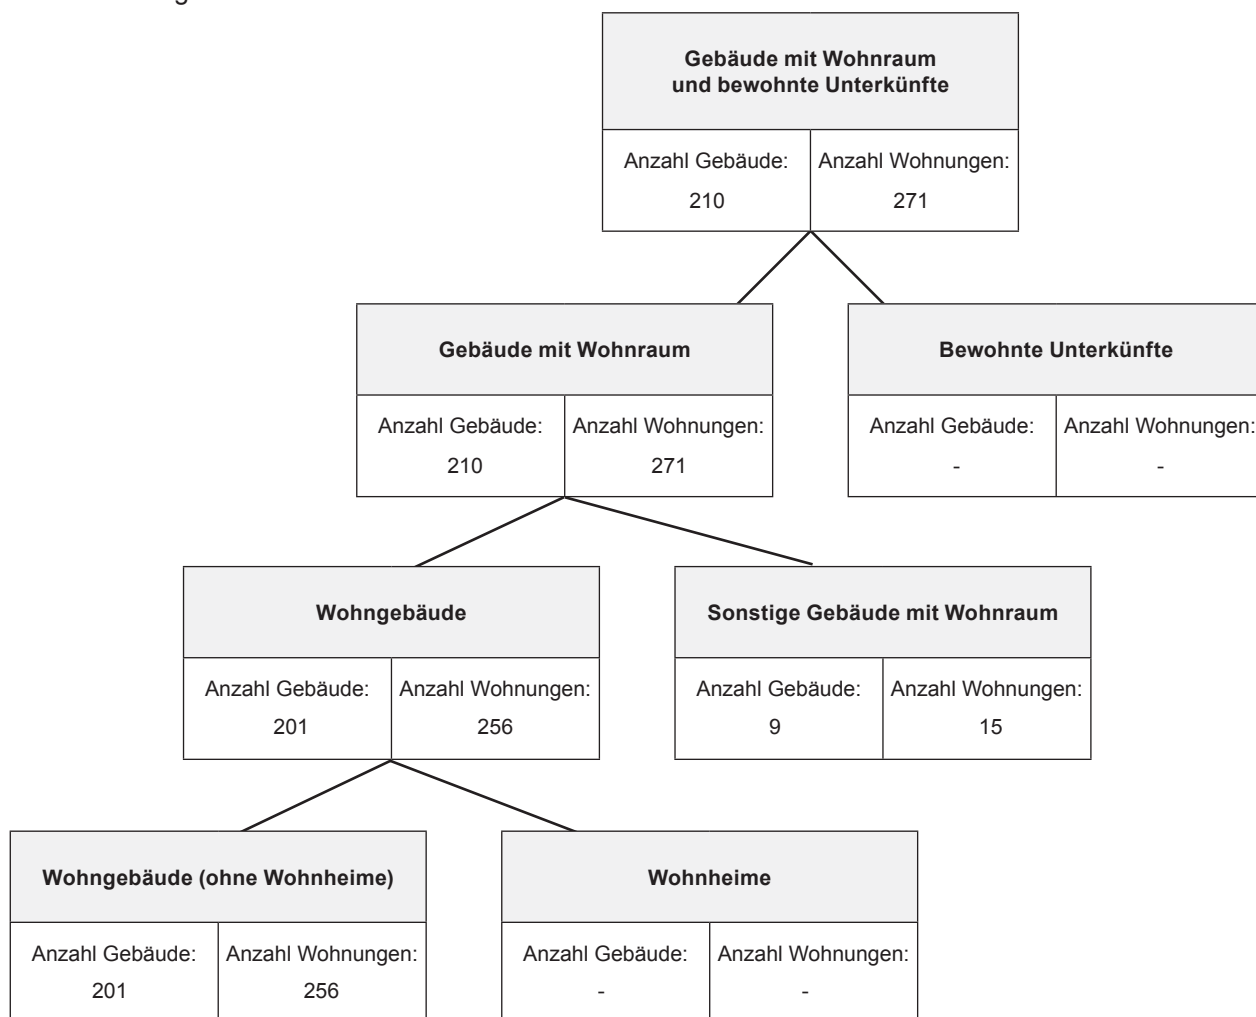 Gebäude mit Wohnraum
und bewohnte Unterkünfte
Anzahl Gebäude: Anzahl Wohnungen:
210 271
Gebäude mit Wohnraum
Bewohnte Unterkünfte
Anzahl Gebäude: Anzahl Wohnungen:
210 271
Anzahl Gebäude: Anzahl Wohnungen:
- -
Wohngebäude
Sonstige Gebäude mit Wohnraum
Anzahl Gebäude: Anzahl Wohnungen:
201 256
Anzahl Gebäude: Anzahl Wohnungen:
9 15
Wohngebäude (ohne Wohnheime)
Wohnheime
Anzahl Gebäude: Anzahl Wohnungen:
201 256
Anzahl Gebäude: Anzahl Wohnungen:
- -